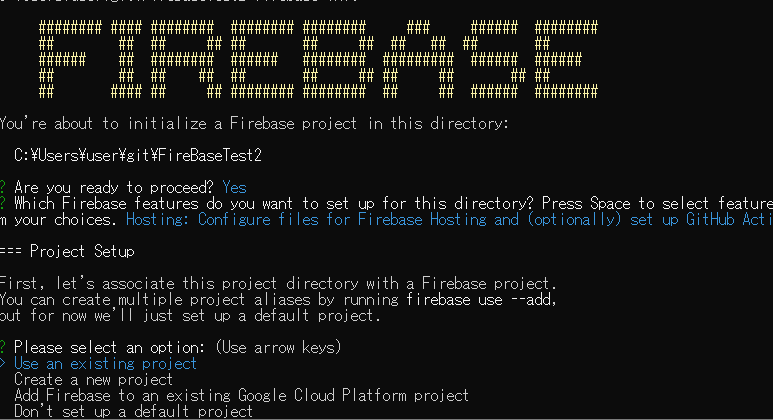 FIREBASE
You're about to initialize a Firebase project in this directory:
C:¥Users¥user¥git¥FireBaseTest2
? Are you ready to proceed? Yes
? Which Firebase features do you want to set up for this directory? Press Space to select feature
m your choices. Hosting: Configure files for Firebase Hosting and (optionally) set up GitHub Acti
=== Project Setup
First, let's associate this project directory with a Firebase project.
You can create multiple project aliases by running firebase use --add,
but for now we'll just set up a default project.
? Please select an option: (Use arrow keys)
> Use an existing project
Create a new project
Add Firebase to an existing Google Cloud Platform project
Don't set up a default project